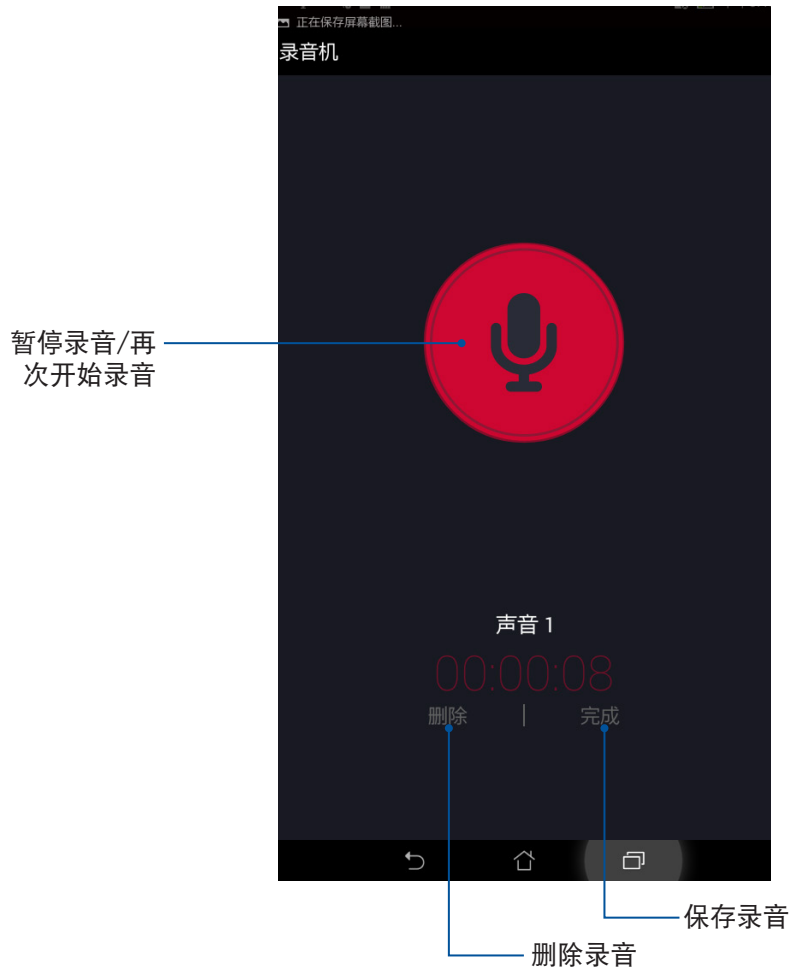 正在保存屏幕截图...
录音机
暂停录音/再
次开始录音
声音 1
00:00:08
删除 | 完成
保存录音
删除录音